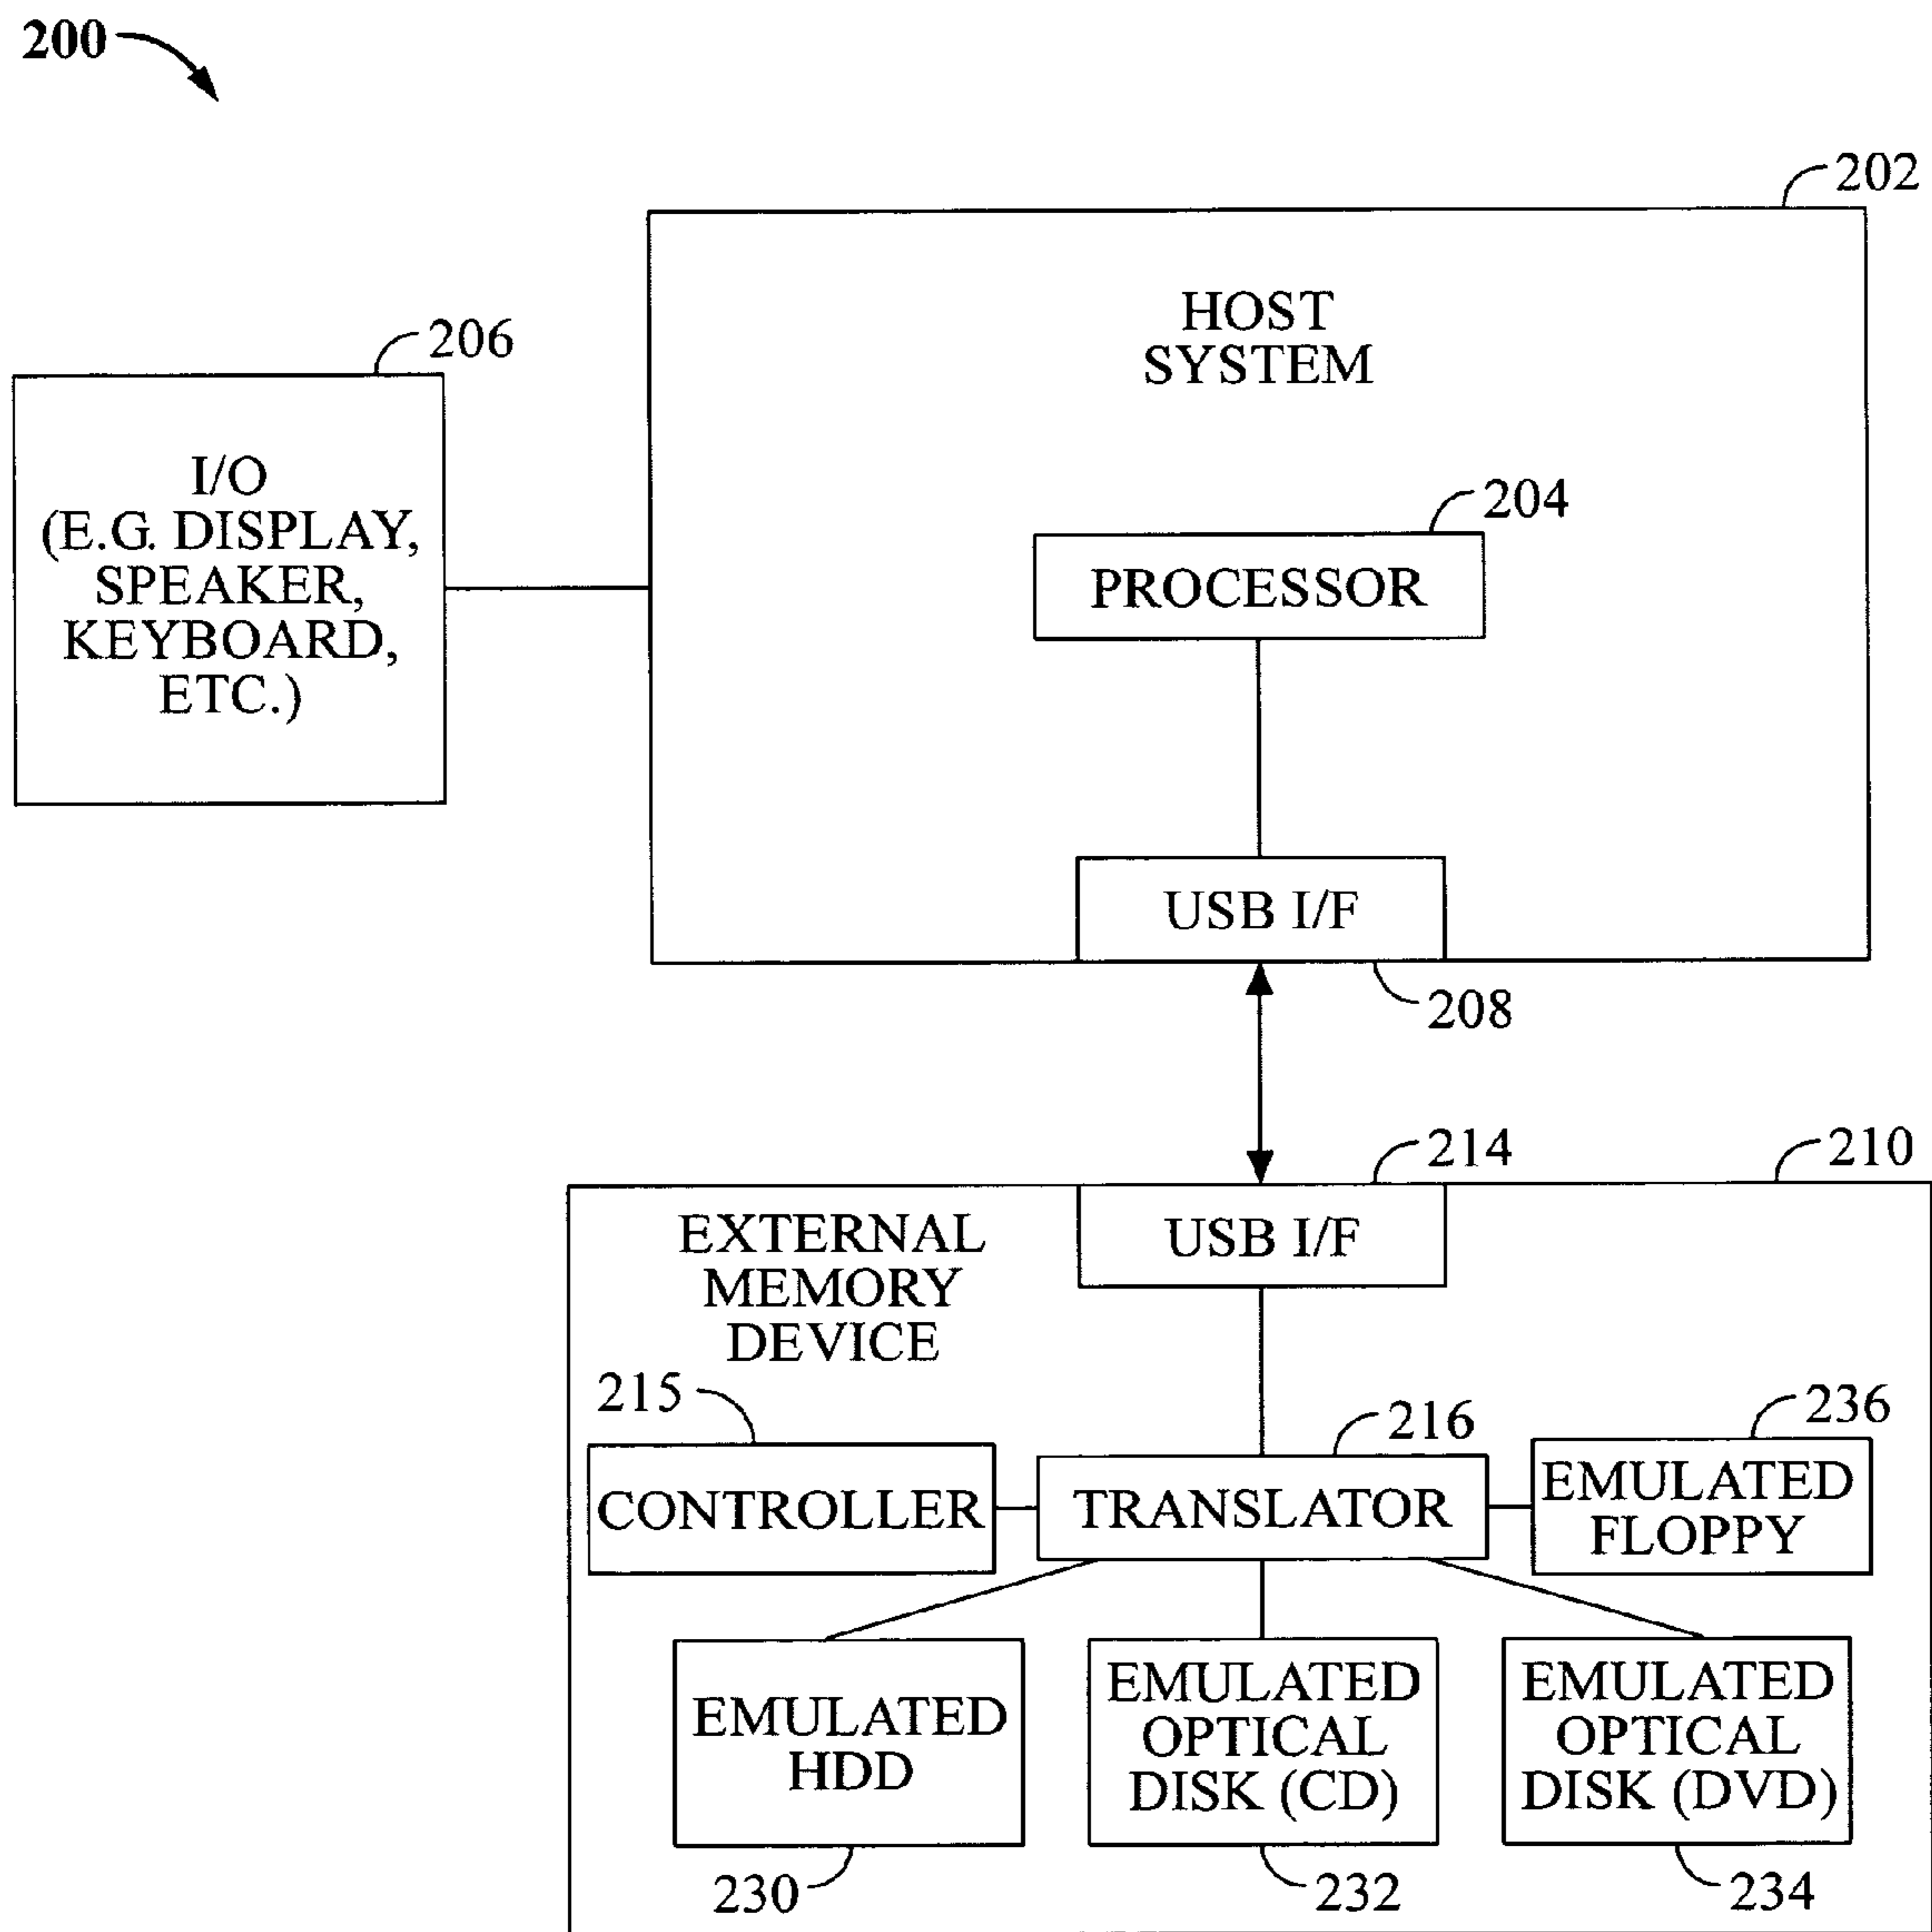 200
202
HOST
SYSTEM
206
I/O
(E.G. DISPLAY,
SPEAKER,
KEYBOARD,
ETC.)
204
PROCESSOR
USB I/F
208
214
210
USB I/F
EXTERNAL
MEMORY
DEVICE
215
216
236
CONTROLLER
TRANSLATOR
EMULATED
FLOPPY
EMULATED
HDD
EMULATED
OPTICAL
DISK (CD)
EMULATED
OPTICAL
DISK (DVD)
230
232
234